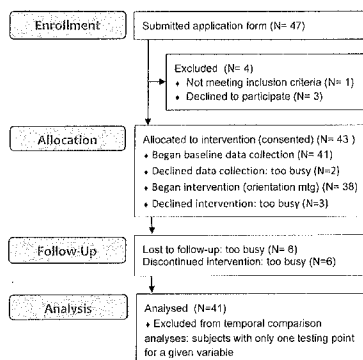 Enrollment
Submitted application form (N= 47)
Excluded (N= 4)
♦ Not meeting inclusion criteria (N= 1)
♦ Declined to participate (N= 3)
Allocation
Allocated to intervention (consented) (N= 43 )
♦ Began baseline data collection (N= 41)
♦ Declined data collection: too busy (N=2)
♦ Began intervention (orientation mtg) (N= 38)
♦ Declined intervention: too busy (N=3)
Follow-Up
Lost to follow-up: too busy (N= 6)
Discontinued intervention: too busy (N=6)
Analysis
Analysed (N=41)
♦ Excluded from temporal comparison
analyses: subjects with only one testing point
for a given variable